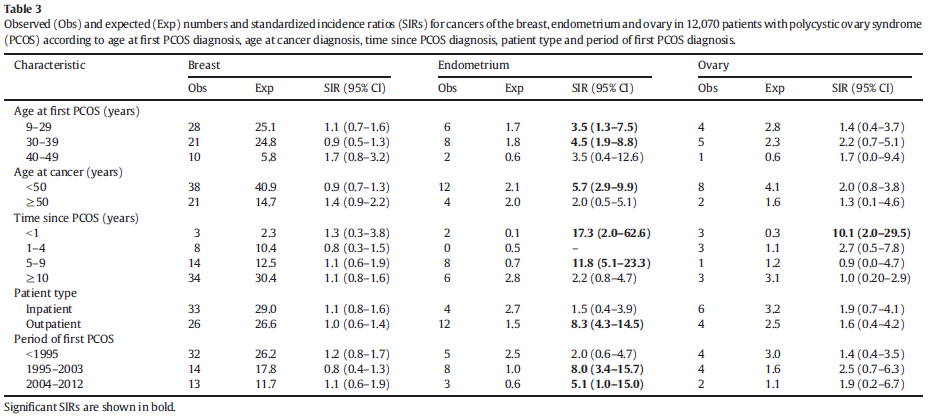 Table 3
Observed (Obs) and expected (Exp) numbers and standardized incidence ratios (SIRs) for cancers of the breast, endometrium and ovary in 12,070 patients with polycystic ovary syndrome
(PCOS) according to age at first PCOS diagnosis, age at cancer diagnosis, time since PCOS diagnosis, patient type and period of first PCOS diagnosis.
Characteristic Breast Endometrium Ovary
Obs Exp SIR (95% CI) Obs Exp SIR (95% CI) Obs Exp SIR (95% CI)
Age at first PCOS (years)
9–29 28 25.1 1.1 (0.7–1.6) 6 1.7 3.5 (1.3–7.5) 4 2.8 1.4 (0.4–3.7)
30–39 21 24.8 0.9 (0.5–1.3) 8 1.8 4.5 (1.9–8.8) 5 2.3 2.2 (0.7–5.1)
40–49 10 5.8 1.7 (0.8–3.2) 2 0.6 3.5 (0.4–12.6) 1 0.6 1.7 (0.0–9.4)
Age at cancer (years)
<50 38 40.9 0.9 (0.7–1.3) 12 2.1 5.7 (2.9–9.9) 8 4.1 2.0 (0.8–3.8)
≥50 21 14.7 1.4 (0.9–2.2) 4 2.0 2.0 (0.5–5.1) 2 1.6 1.3 (0.1–4.6)
Time since PCOS (years)
<1 3 2.3 1.3 (0.3–3.8) 2 0.1 17.3 (2.0–62.6) 3 0.3 10.1 (2.0–29.5)
1–4 8 10.4 0.8 (0.3–1.5) 0 0.5 – 3 1.1 2.7 (0.5–7.8)
5–9 14 12.5 1.1 (0.6–1.9) 8 0.7 11.8 (5.1–23.3) 1 1.2 0.9 (0.0–4.7)
≥10 34 30.4 1.1 (0.8–1.6) 6 2.8 2.2 (0.8–4.7) 3 3.1 1.0 (0.20–2.9)
Patient type
Inpatient 33 29.0 1.1 (0.8–1.6) 4 2.7 1.5 (0.4–3.9) 6 3.2 1.9 (0.7–4.1)
Outpatient 26 26.6 1.0 (0.6–1.4) 12 1.5 8.3 (4.3–14.5) 4 2.5 1.6 (0.4–4.2)
Period of first PCOS
<1995 32 26.2 1.2 (0.8–1.7) 5 2.5 2.0 (0.6–4.7) 4 3.0 1.4 (0.4–3.5)
1995–2003 14 17.8 0.8 (0.4–1.3) 8 1.0 8.0 (3.4–15.7) 4 1.6 2.5 (0.7–6.3)
2004–2012 13 11.7 1.1 (0.6–1.9) 3 0.6 5.1 (1.0–15.0) 2 1.1 1.9 (0.2–6.7)
Significant SIRs are shown in bold.